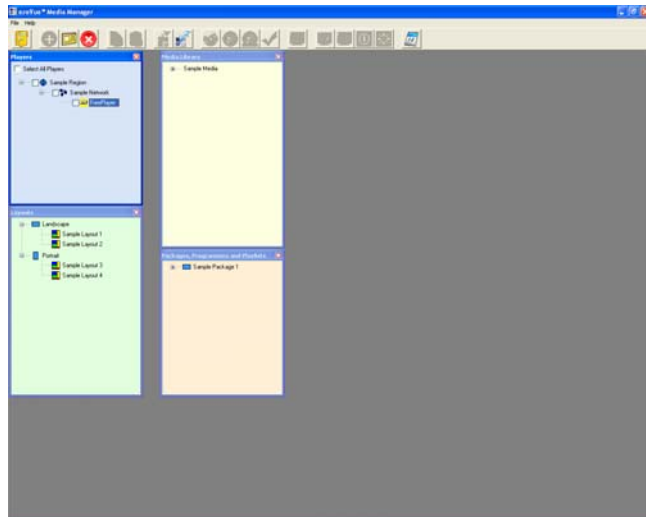 Media Manager
File Help
Players
Select All Players
Sample Region
Sample Network
Layouts
Landscape
Sample Layout 1
Sample Layout 2
Portrait
Sample Layout 3
Sample Layout 4
Media Library
Sample Media
Packages, Programmes and Playlists
Sample Package 1